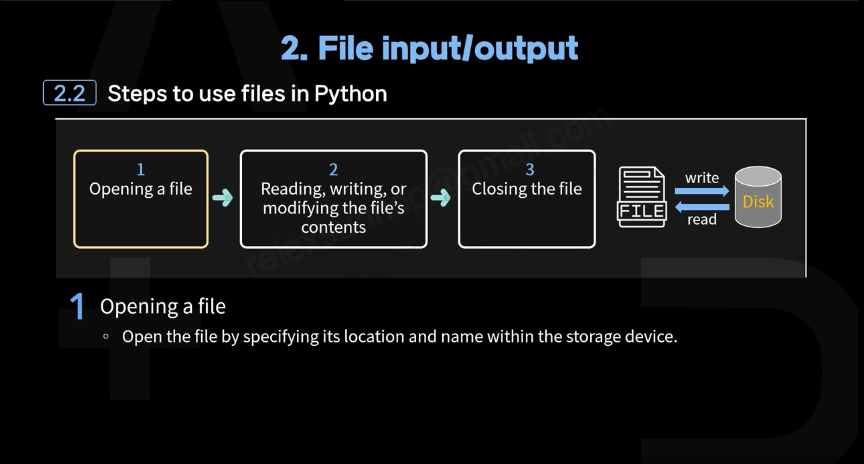 2. File input/output
2.2 Steps to use files in Python
1
Opening a file
2
Reading, writing, or
modifying the file's
contents
3
Closing the file
FILE
write
read
Disk
1 Opening a file
◦ Open the file by specifying its location and name within the storage device.